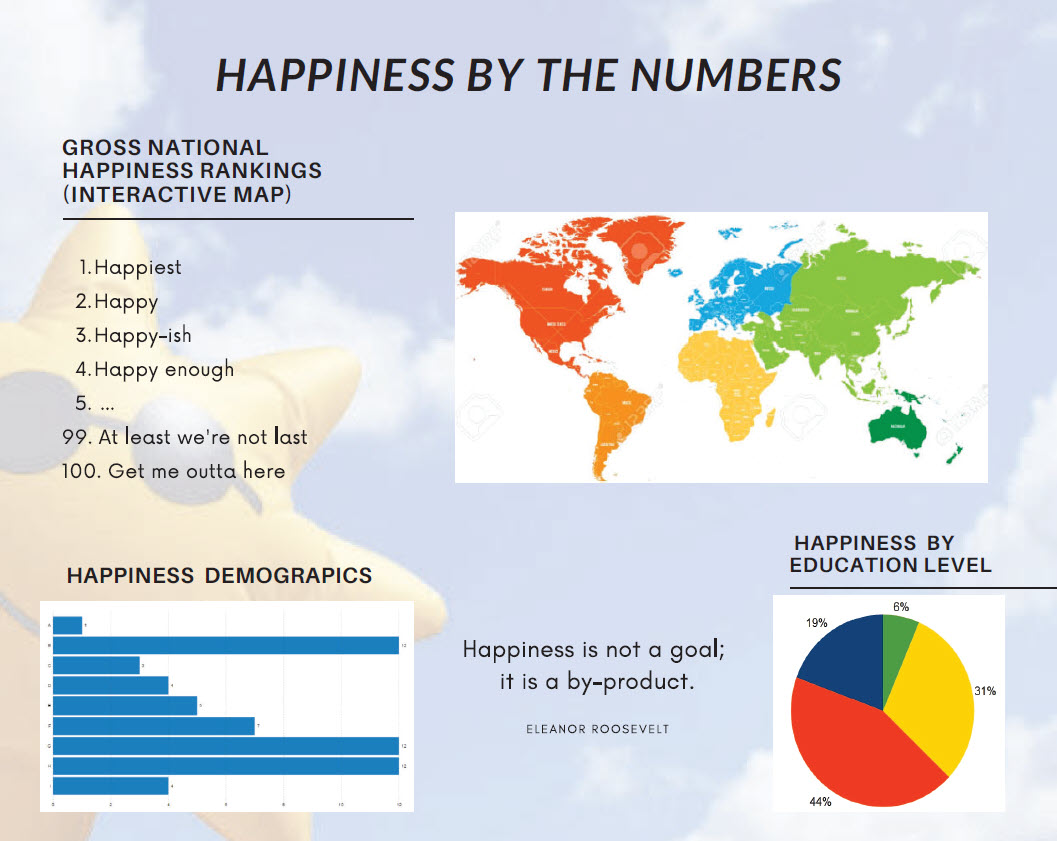 HAPPINESS BY THE NUMBERS
GROSS NATIONAL
HAPPINESS RANKINGS
(INTERACTIVE MAP)
1. Happiest
2. Happy
3. Happy-ish
4. Happy enough
5. ...
99. At least we're not last
100. Get me outta here
HAPPINESS DEMOGRAPICS
1
12
3
4
5
7
12
12
4
0 2 4 6 8 10 12
Happiness is not a goal;
it is a by-product.
ELEANOR ROOSEVELT
HAPPINESS BY
EDUCATION LEVEL
6%
19%
31%
44%